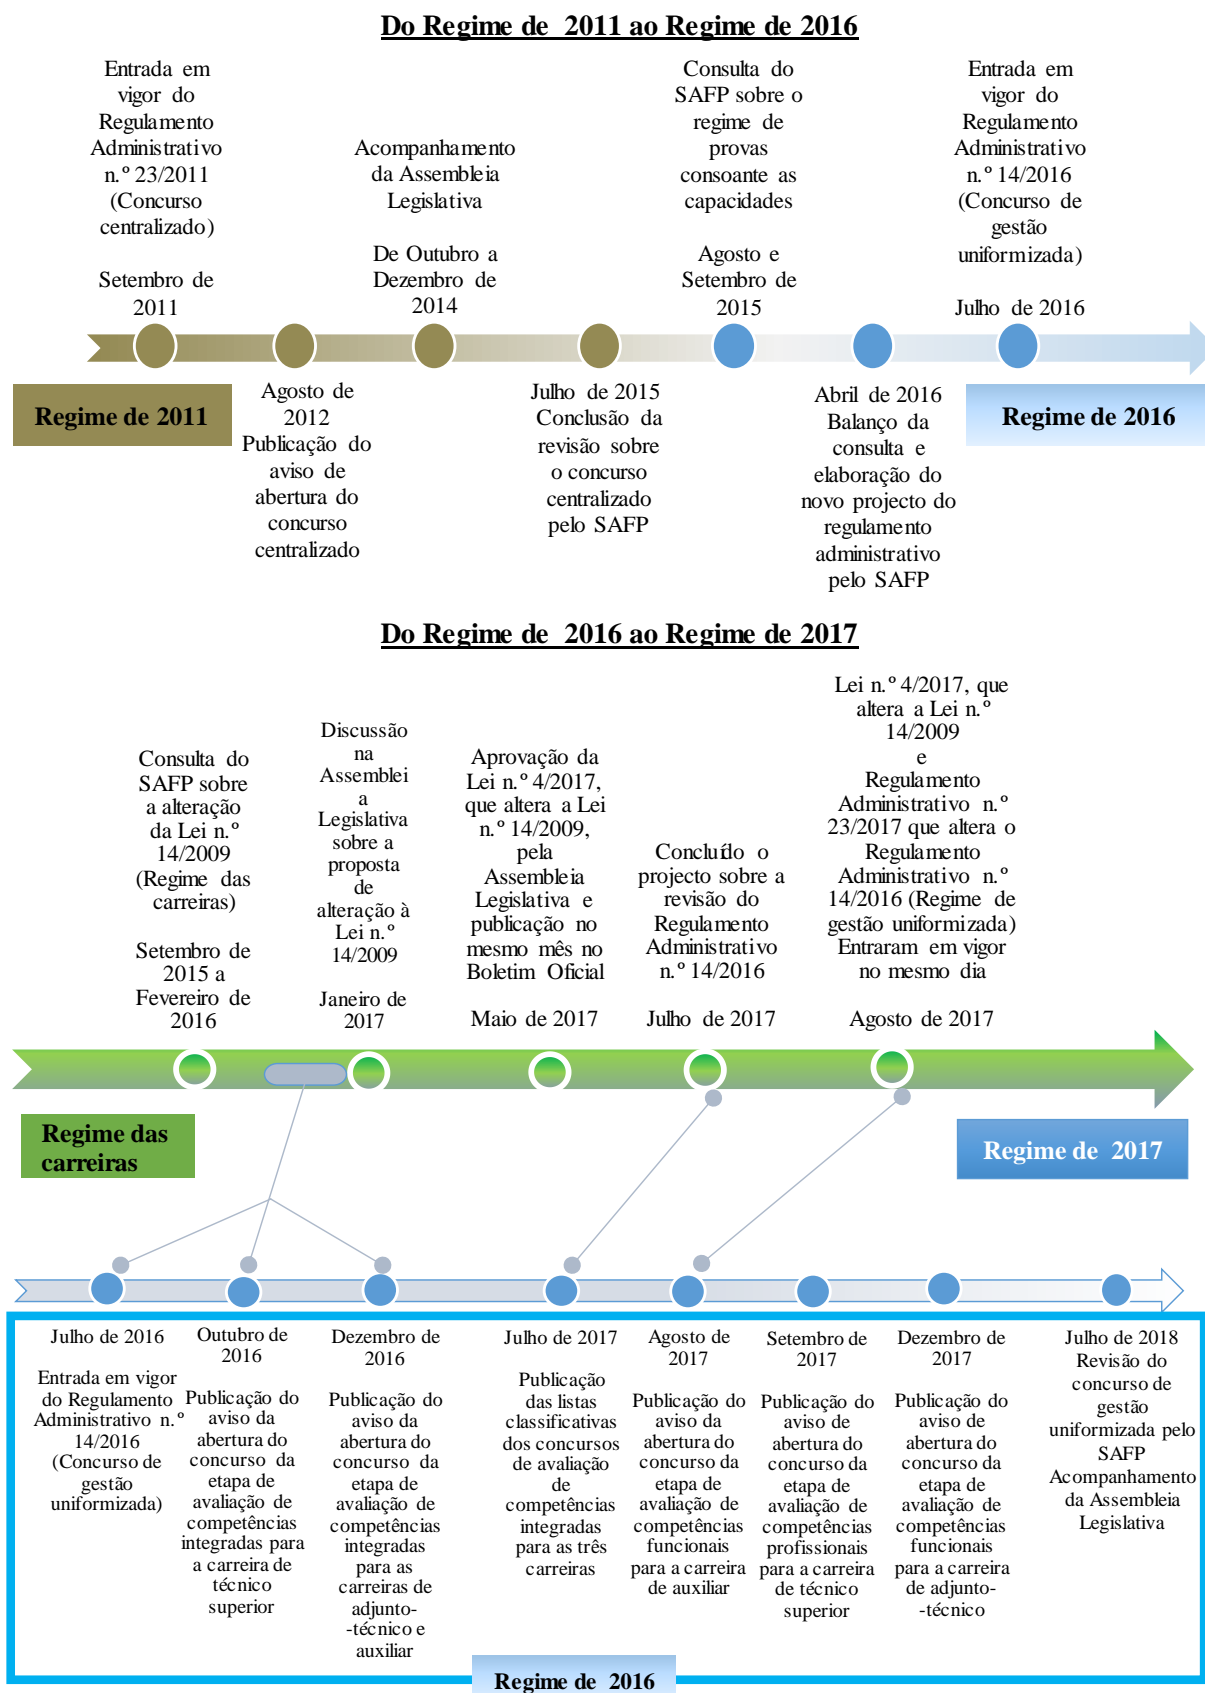 Do Regime de 2011 ao Regime de 2016
Entrada em
vigor do
Regulamento
Administrativo
n.º 23/2011
(Concurso
centralizado)
Setembro de
2011
Acompanhamento
da Assembleia
Legislativa
De Outubro a
Dezembro de
2014
Consulta do
SAFP sobre o
regime de
provas
consoante as
capacidades
Agosto e
Setembro de
2015
Entrada em
vigor do
Regulamento
Administrativo
n.º 14/2016
(Concurso de
gestão
uniformizada)
Julho de 2016
Regime de 2011
Agosto de
2012
Publicação do
aviso de
abertura do
concurso
centralizado
Julho de 2015
Conclusão da
revisão sobre
o concurso
centralizado
pelo SAFP
Abril de 2016
Balanço da
consulta e
elaboração do
novo projecto do
regulamento
administrativo
pelo SAFP
Regime de 2016
Do Regime de 2016 ao Regime de 2017
Consulta do
SAFP sobre
a alteração
da Lei n.º
14/2009
(Regime das
carreiras)
Setembro de
2015 a
Fevereiro de
2016
Discussão
na
Assemblei
a
Legislativa
sobre a
proposta
de
alteração à
Lei n.º
14/2009
Janeiro de
2017
Aprovação da
Lei n.º 4/2017,
que altera a Lei
n.º 14/2009,
pela
Assembleia
Legislativa e
publicação no
mesmo mês no
Boletim Oficial
Maio de 2017
Concluído o
projecto sobre a
revisão do
Regulamento
Administrativo
n.º 14/2016
Julho de 2017
Lei n.º 4/2017, que
altera a Lei n.º
14/2009
e
Regulamento
Administrativo n.º
23/2017 que altera o
Regulamento
Administrativo n.º
14/2016 (Regime de
gestão uniformizada)
Entraram em vigor
no mesmo dia
Agosto de 2017
Regime das
carreiras
Regime de 2017
Julho de 2016
Entrada em vigor
do Regulamento
Administrativo n.º
14/2016
(Concurso de
gestão
uniformizada)
Outubro de
2016
Publicação do
aviso da
abertura do
concurso da
etapa de
avaliação de
competências
integradas para
a carreira de
técnico
superior
Dezembro de
2016
Publicação do
aviso da
abertura do
concurso da
etapa de
avaliação de
competências
integradas
para as
carreiras de
adjunto-
-técnico e
auxiliar
Julho de 2017
Publicação
das listas
classificativas
dos concursos
de avaliação
de
competências
integradas
para as três
carreiras
Agosto de
2017
Publicação do
aviso de
abertura do
concurso da
etapa de
avaliação de
competências
funcionais
para a carreira
de auxiliar
Setembro de
2017
Publicação do
aviso de
abertura do
concurso da
etapa de
avaliação de
competências
profissionais
para a carreira
de técnico
superior
Dezembro de
2017
Publicação do
aviso de
abertura do
concurso da
etapa de
avaliação de
competências
funcionais
para a carreira
de adjunto-
-técnico
Julho de 2018
Revisão do
concurso de
gestão
uniformizada pelo
SAFP
Acompanhamento
da Assembleia
Legislativa
Regime de 2016